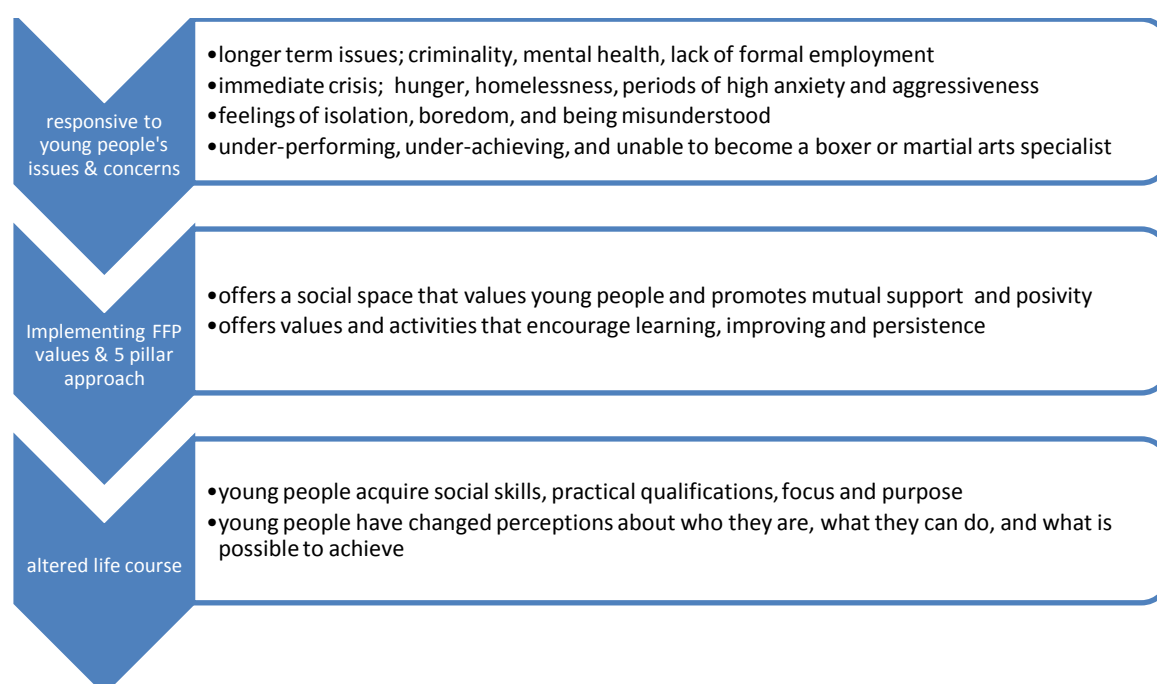 responsive to
young people's
issues & concerns
•longer term issues; criminality, mental health, lack of formal employment
•immediate crisis;  hunger, homelessness, periods of high anxiety and aggressiveness
•feelings of isolation, boredom, and being misunderstood
•under-performing, under-achieving, and unable to become a boxer or martial arts specialist
Implementing FFP
values & 5 pillar
approach
•offers a social space that values young people and promotes mutual support  and posivity
•offers values and activities that encourage learning, improving and persistence
altered life course
•young people acquire social skills, practical qualifications, focus and purpose
•young people have changed perceptions about who they are, what they can do, and what is
possible to achieve